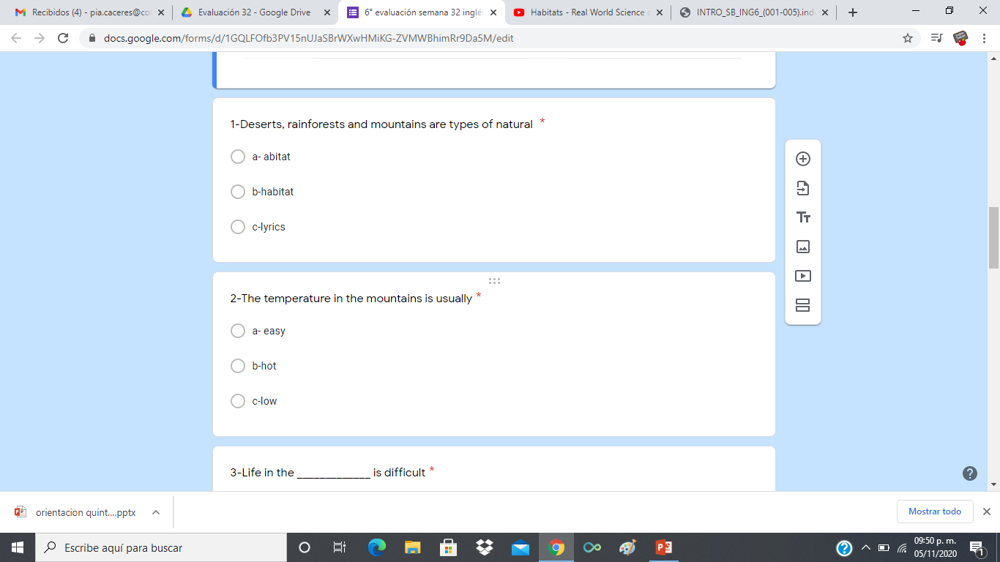 Recibidos (4) - pia.caceres@co
Evaluación 32 - Google Drive
6° evaluación semana 32 inglé
Habitats - Real World Science
INTRO_SB_ING6_(001-005).ind
docs.google.com/forms/d/1GQLFOfb3PV15nUJaSBrWXwHMiKG-ZVMWBhimRr9Da5M/edit
1-Deserts, rainforests and mountains are types of natural *
a- abitat
b-habitat
c-lyrics
2-The temperature in the mountains is usually *
a- easy
b-hot
c-low
3-Life in the _____________ is difficult *
orientacion quint....pptx
Mostrar todo
Escribe aquí para buscar
09:50 p. m.
05/11/2020
1